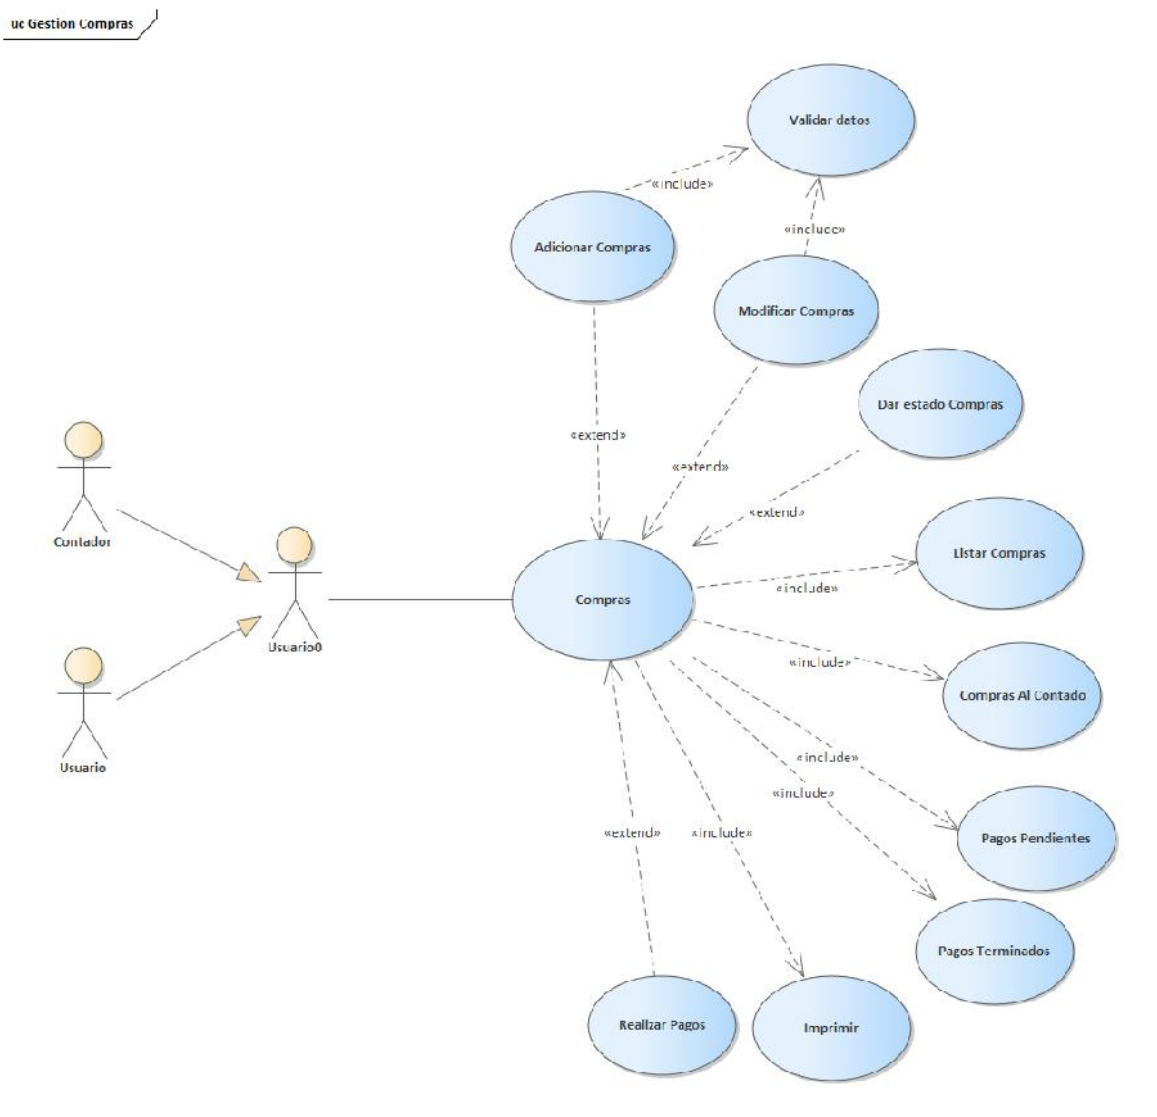 uc Gestion Compras
Validar datos
«include»
Adicionar Compras
«include»
Modificar Compras
Dar estado Compras
«extend»
«extend»
«extend»
Contador
Listar Compras
«include»
Compras
Usuario0
«include»
Compras Al Contado
Usuario
«include»
«include»
«extend»
«include»
Pagos Pendientes
Pagos Terminados
Realizar Pagos
Imprimir